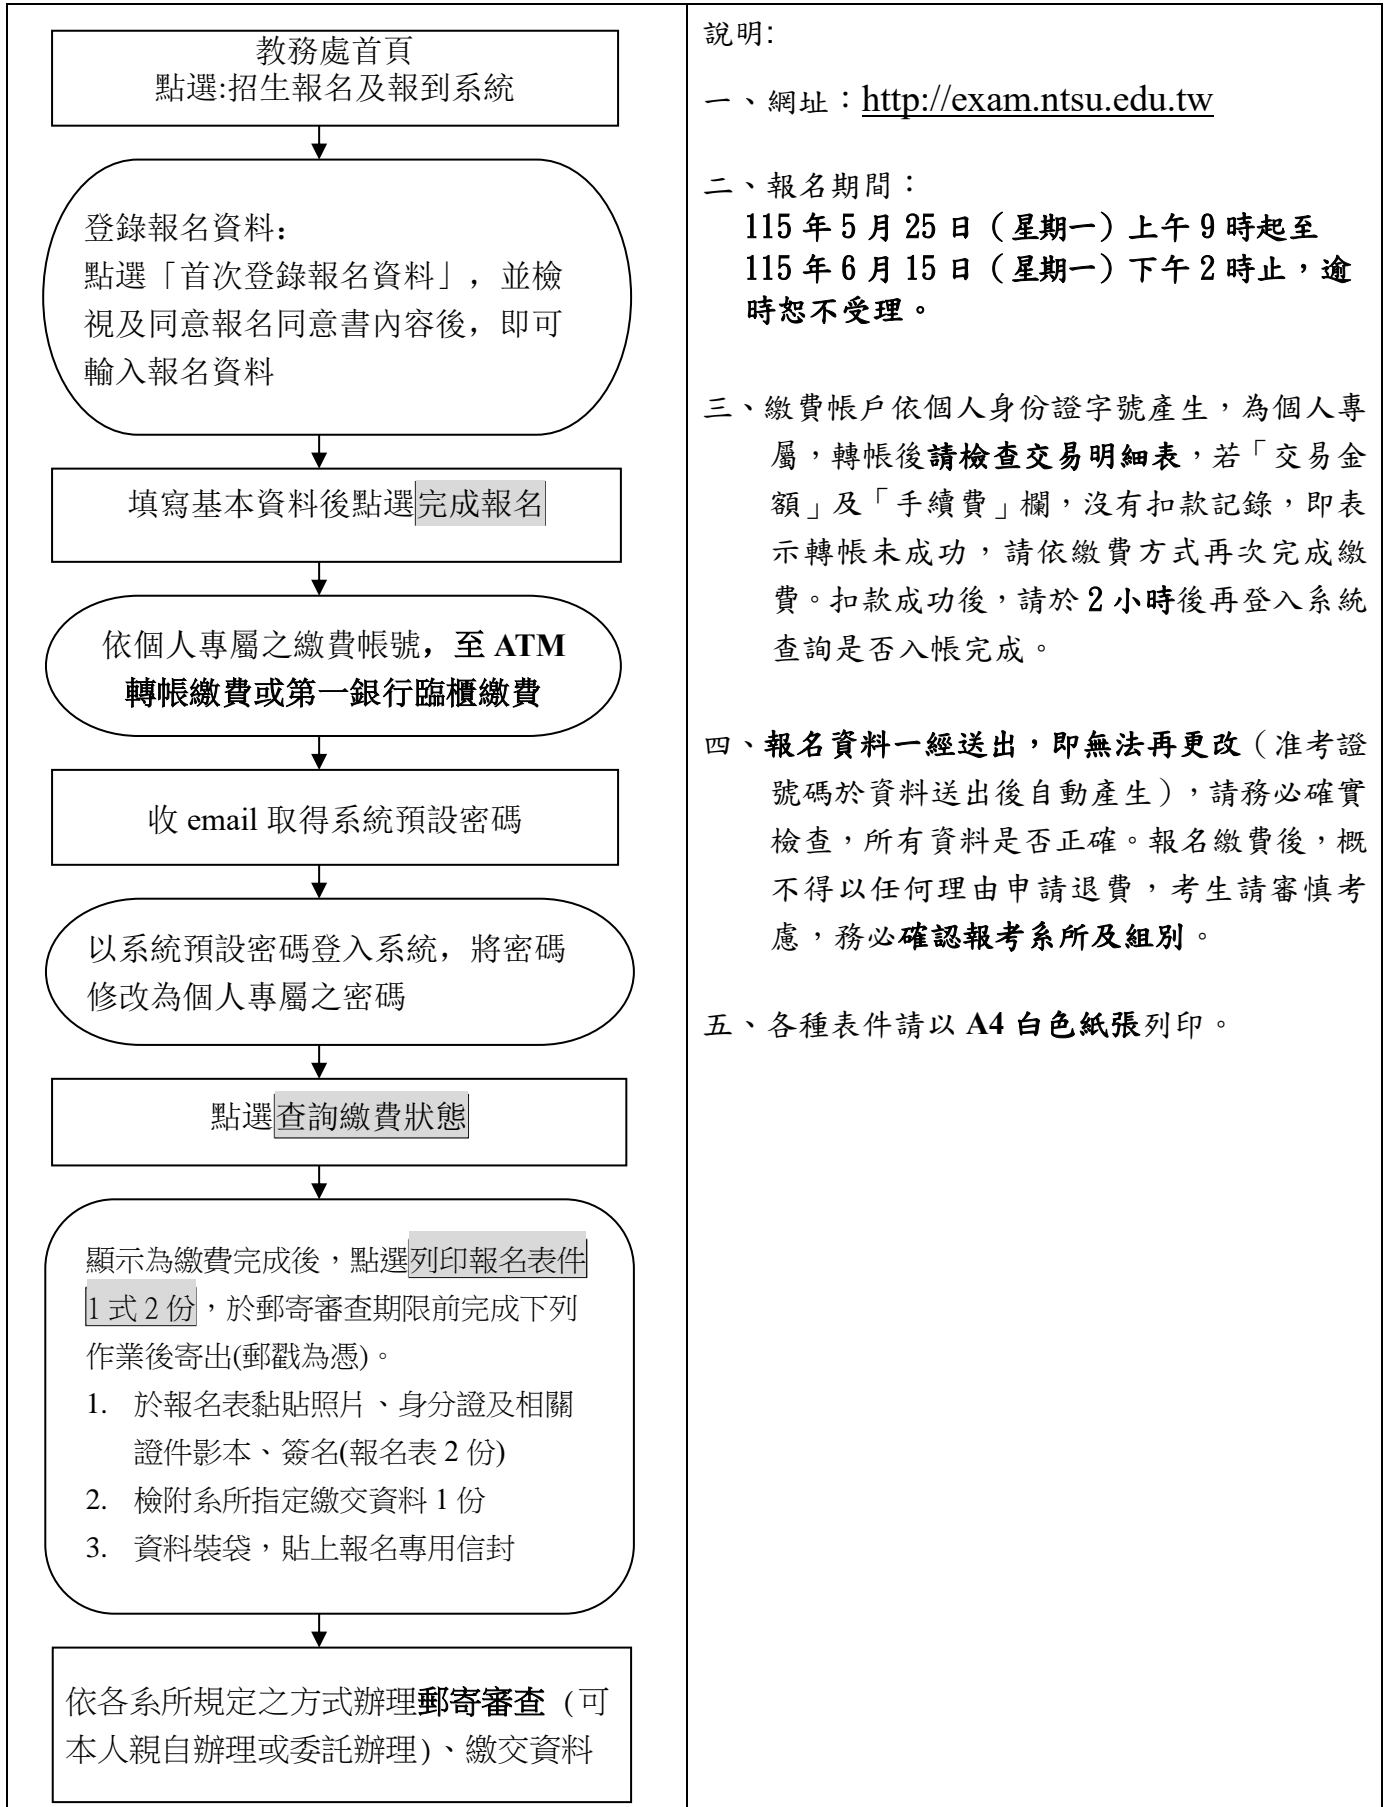 教務處首頁
點選:招生報名及報到系統
登錄報名資料：
點選「首次登錄報名資料」，並檢
視及同意報名同意書內容後，即可
輸入報名資料
填寫基本資料後點選完成報名
依個人專屬之繳費帳號，至 ATM
轉帳繳費或第一銀行臨櫃繳費
收 email 取得系統預設密碼
以系統預設密碼登入系統，將密碼
修改為個人專屬之密碼
點選查詢繳費狀態
顯示為繳費完成後，點選列印報名表件
1 式 2 份，於郵寄審查期限前完成下列
作業後寄出(郵戳為憑)。
1. 於報名表黏貼照片、身分證及相關
證件影本、簽名(報名表 2 份)
2. 檢附系所指定繳交資料 1 份
3. 資料裝袋，貼上報名專用信封
依各系所規定之方式辦理郵寄審查（可
本人親自辦理或委託辦理)、繳交資料
說明:
一、網址：http://exam.ntsu.edu.tw
二、報名期間：
115 年 5 月 25 日（星期一）上午 9 時起至
115 年 6 月 15 日（星期一）下午 2 時止，逾
時恕不受理。
三、繳費帳戶依個人身份證字號產生，為個人專
屬，轉帳後請檢查交易明細表，若「交易金
額」及「手續費」欄，沒有扣款記錄，即表
示轉帳未成功，請依繳費方式再次完成繳
費。扣款成功後，請於 2 小時後再登入系統
查詢是否入帳完成。
四、報名資料一經送出，即無法再更改（准考證
號碼於資料送出後自動產生），請務必確實
檢查，所有資料是否正確。報名繳費後，概
不得以任何理由申請退費，考生請審慎考
慮，務必確認報考系所及組別。
五、各種表件請以 A4 白色紙張列印。